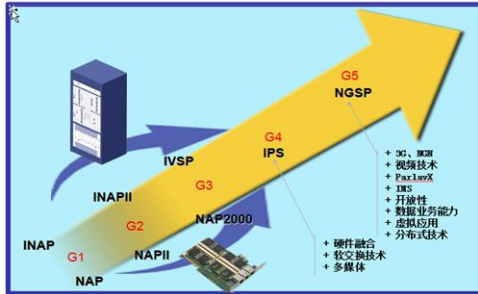 G5
NGSP
G4
IPS
IVSP
G3
INAPII
NAP2000
G2
INAP
NAPII
G1
NAP
+ 3G、NGN
+ 视频技术
+ ParlayX
+ IMS
+ 开放性
+ 数据业务能力
+ 虚拟应用
+ 分布式技术
+ 硬件融合
+ 软交换技术
+ 多媒体